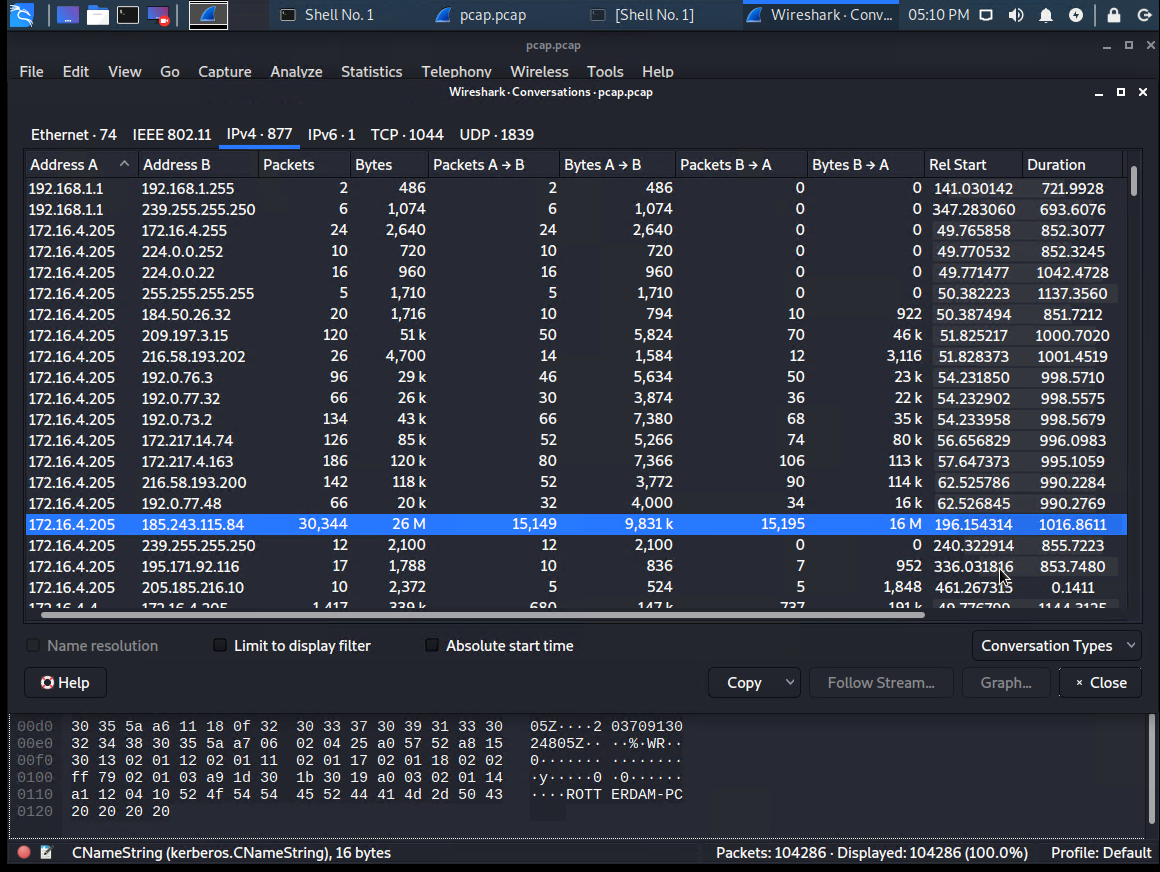 Shell No. 1 pcap.pcap [Shell No. 1] Wireshark · Conv... 05:10 PM
pcap.pcap
File Edit View Go Capture Analyze Statistics Telephony Wireless Tools Help
Wireshark · Conversations · pcap.pcap
Ethernet · 74 IEEE 802.11 IPv4 · 877 IPv6 · 1 TCP · 1044 UDP · 1839
Address A Address B Packets Bytes Packets A → B Bytes A → B Packets B → A Bytes B → A Rel Start Duration
192.168.1.1 192.168.1.255 2 486 2 486 0 0 141.030142 721.9928
192.168.1.1 239.255.255.250 6 1,074 6 1,074 0 0 347.283060 693.6076
172.16.4.205 172.16.4.255 24 2,640 24 2,640 0 0 49.765858 852.3077
172.16.4.205 224.0.0.252 10 720 10 720 0 0 49.770532 852.3245
172.16.4.205 224.0.0.22 16 960 16 960 0 0 49.771477 1042.4728
172.16.4.205 255.255.255.255 5 1,710 5 1,710 0 0 50.382223 1137.3560
172.16.4.205 184.50.26.32 20 1,716 10 794 10 922 50.387494 851.7212
172.16.4.205 209.197.3.15 120 51 k 50 5,824 70 46 k 51.825217 1000.7020
172.16.4.205 216.58.193.202 26 4,700 14 1,584 12 3,116 51.828373 1001.4519
172.16.4.205 192.0.76.3 96 29 k 46 5,634 50 23 k 54.231850 998.5710
172.16.4.205 192.0.77.32 66 26 k 30 3,874 36 22 k 54.232902 998.5575
172.16.4.205 192.0.73.2 134 43 k 66 7,380 68 35 k 54.233958 998.5679
172.16.4.205 172.217.14.74 126 85 k 52 5,266 74 80 k 56.656829 996.0983
172.16.4.205 172.217.4.163 186 120 k 80 7,366 106 113 k 57.647373 995.1059
172.16.4.205 216.58.193.200 142 118 k 52 3,772 90 114 k 62.525786 990.2284
172.16.4.205 192.0.77.48 66 20 k 32 4,000 34 16 k 62.526845 990.2769
172.16.4.205 185.243.115.84 30,344 26 M 15,149 9,831 k 15,195 16 M 196.154314 1016.8611
172.16.4.205 239.255.255.250 12 2,100 12 2,100 0 0 240.322914 855.7223
172.16.4.205 195.171.92.116 17 1,788 10 836 7 952 336.031816 853.7480
172.16.4.205 205.185.216.10 10 2,372 5 524 5 1,848 461.267315 0.1411
172.16.4.4 172.16.4.205 1,417 339 k 680 147 k 737 191 k 49.776799 1144.3125
Name resolution Limit to display filter Absolute start time Conversation Types
Help Copy Follow Stream... Graph... × Close
00d0 30 35 5a a6 11 18 0f 32 30 33 37 30 39 31 33 30 05Z····2 03709130
00e0 32 34 38 30 35 5a a7 06 02 04 25 a0 57 52 a8 15 24805Z·· ··%·WR··
00f0 30 13 02 01 12 02 01 11 02 01 17 02 01 18 02 02 0······· ········
0100 ff 79 02 01 03 a9 1d 30 1b 30 19 a0 03 02 01 14 ·y·····0 ·0······
0110 a1 12 04 10 52 4f 54 54 45 52 44 41 4d 2d 50 43 ····ROTT ERDAM-PC
0120 20 20 20 20
CNameString (kerberos.CNameString), 16 bytes Packets: 104286 · Displayed: 104286 (100.0%) Profile: Default